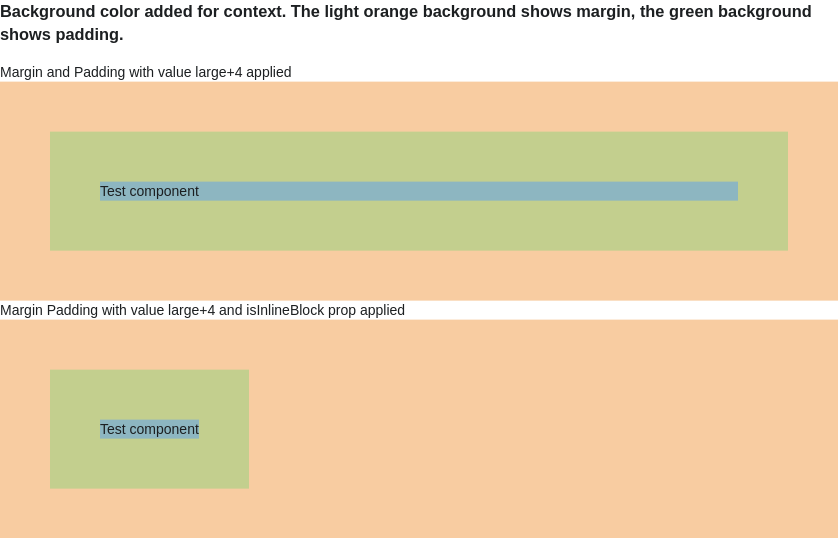 Background color added for context. The light orange background shows margin, the green background
shows padding.
Margin and Padding with value large+4 applied
Test component
Margin Padding with value large+4 and isInlineBlock prop applied
Test component